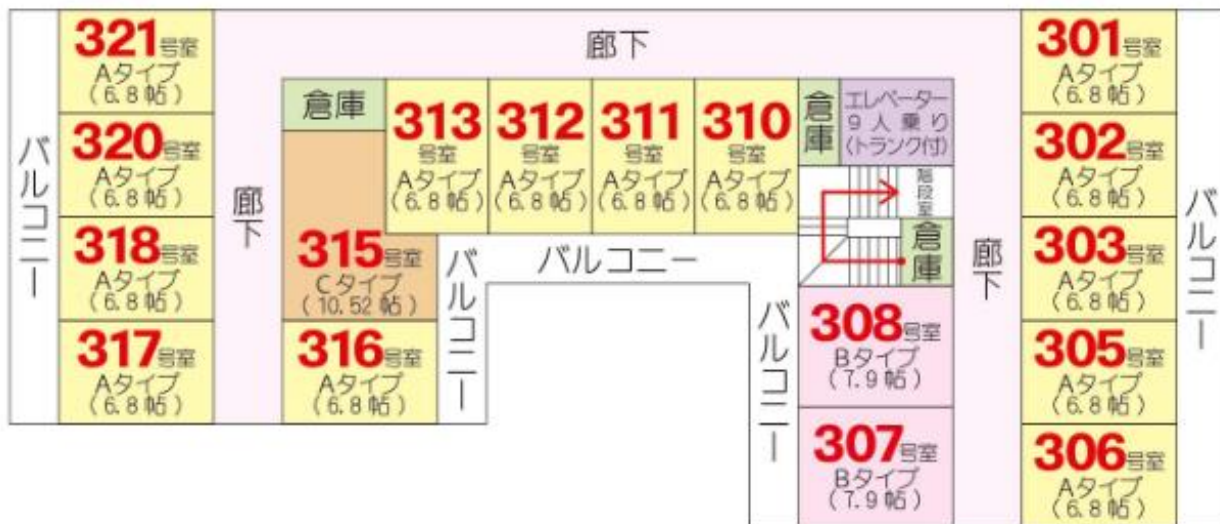 廊下
バルコニー
321号室
Aタイプ
(6.8帖)
320号室
Aタイプ
(6.8帖)
318号室
Aタイプ
(6.8帖)
317号室
Aタイプ
(6.8帖)
廊下
倉庫
315号室
Cタイプ
(10.52帖)
316号室
Aタイプ
(6.8帖)
バルコニー
313号室
Aタイプ
(6.8帖)
312号室
Aタイプ
(6.8帖)
311号室
Aタイプ
(6.8帖)
310号室
Aタイプ
(6.8帖)
バルコニー
倉庫
エレベーター
9人乗り
(トランク付)
階段室
倉庫
バルコニー
308号室
Bタイプ
(7.9帖)
307号室
Bタイプ
(7.9帖)
廊下
301号室
Aタイプ
(6.8帖)
302号室
Aタイプ
(6.8帖)
303号室
Aタイプ
(6.8帖)
305号室
Aタイプ
(6.8帖)
306号室
Aタイプ
(6.8帖)
バルコニー